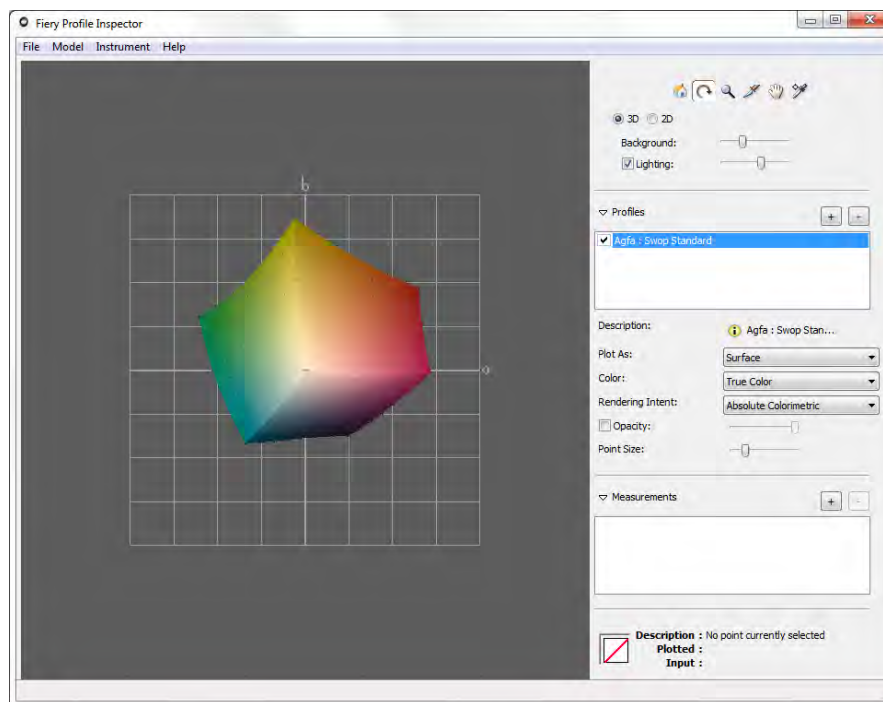 Fiery Profile Inspector
File Model Instrument Help
3D 2D
Background:
Lighting:
b
Profiles
+ -
Agfa : Swop Standard
Description: Agfa : Swop Stan...
Plot As: Surface
a
Color: True Color
Rendering Intent: Absolute Colorimetric
Opacity:
Point Size:
Measurements
+ -
Description : No point currently selected
Plotted :
Input :